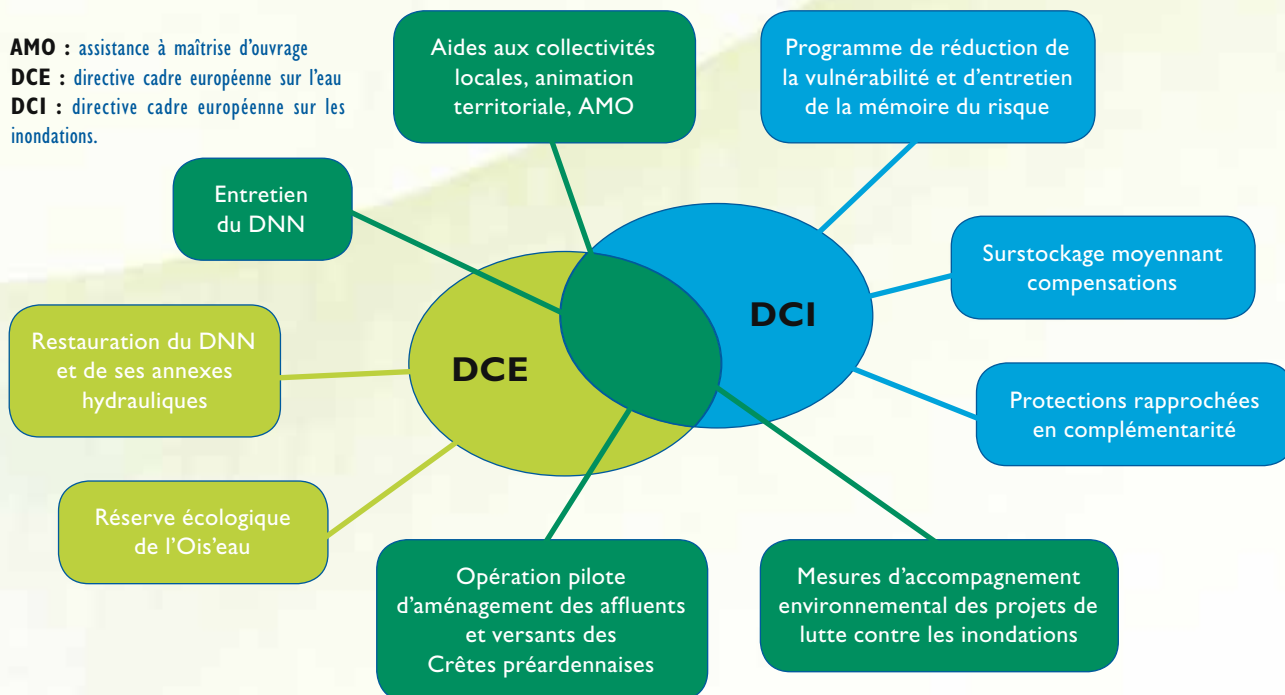 AMO : assistance à maîtrise d'ouvrage
DCE : directive cadre européenne sur l'eau
DCI : directive cadre européenne sur les
inondations.
Aides aux collectivités
locales, animation
territoriale, AMO
Programme de réduction de
la vulnérabilité et d'entretien
de la mémoire du risque
Entretien
du DNN
Surstockage moyennant
compensations
DCI
DCE
Restauration du DNN
et de ses annexes
hydrauliques
Protections rapprochées
en complémentarité
Réserve écologique
de l'Ois'eau
Opération pilote
d'aménagement des affluents
et versants des
Crêtes préardennaises
Mesures d'accompagnement
environnemental des projets de
lutte contre les inondations